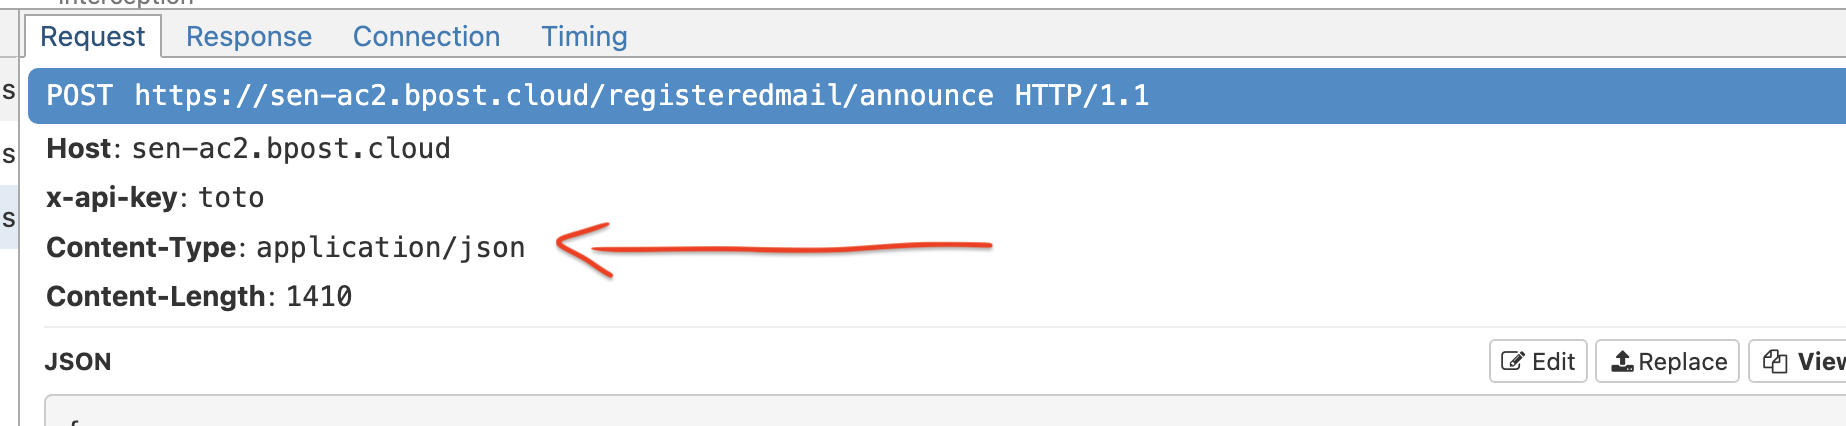 Interception
Request Response Connection Timing
POST https://sen-ac2.bpost.cloud/registeredmail/announce HTTP/1.1
Host: sen-ac2.bpost.cloud
x-api-key: toto
Content-Type: application/json
Content-Length: 1410
JSON Edit Replace View
s
s
s
{